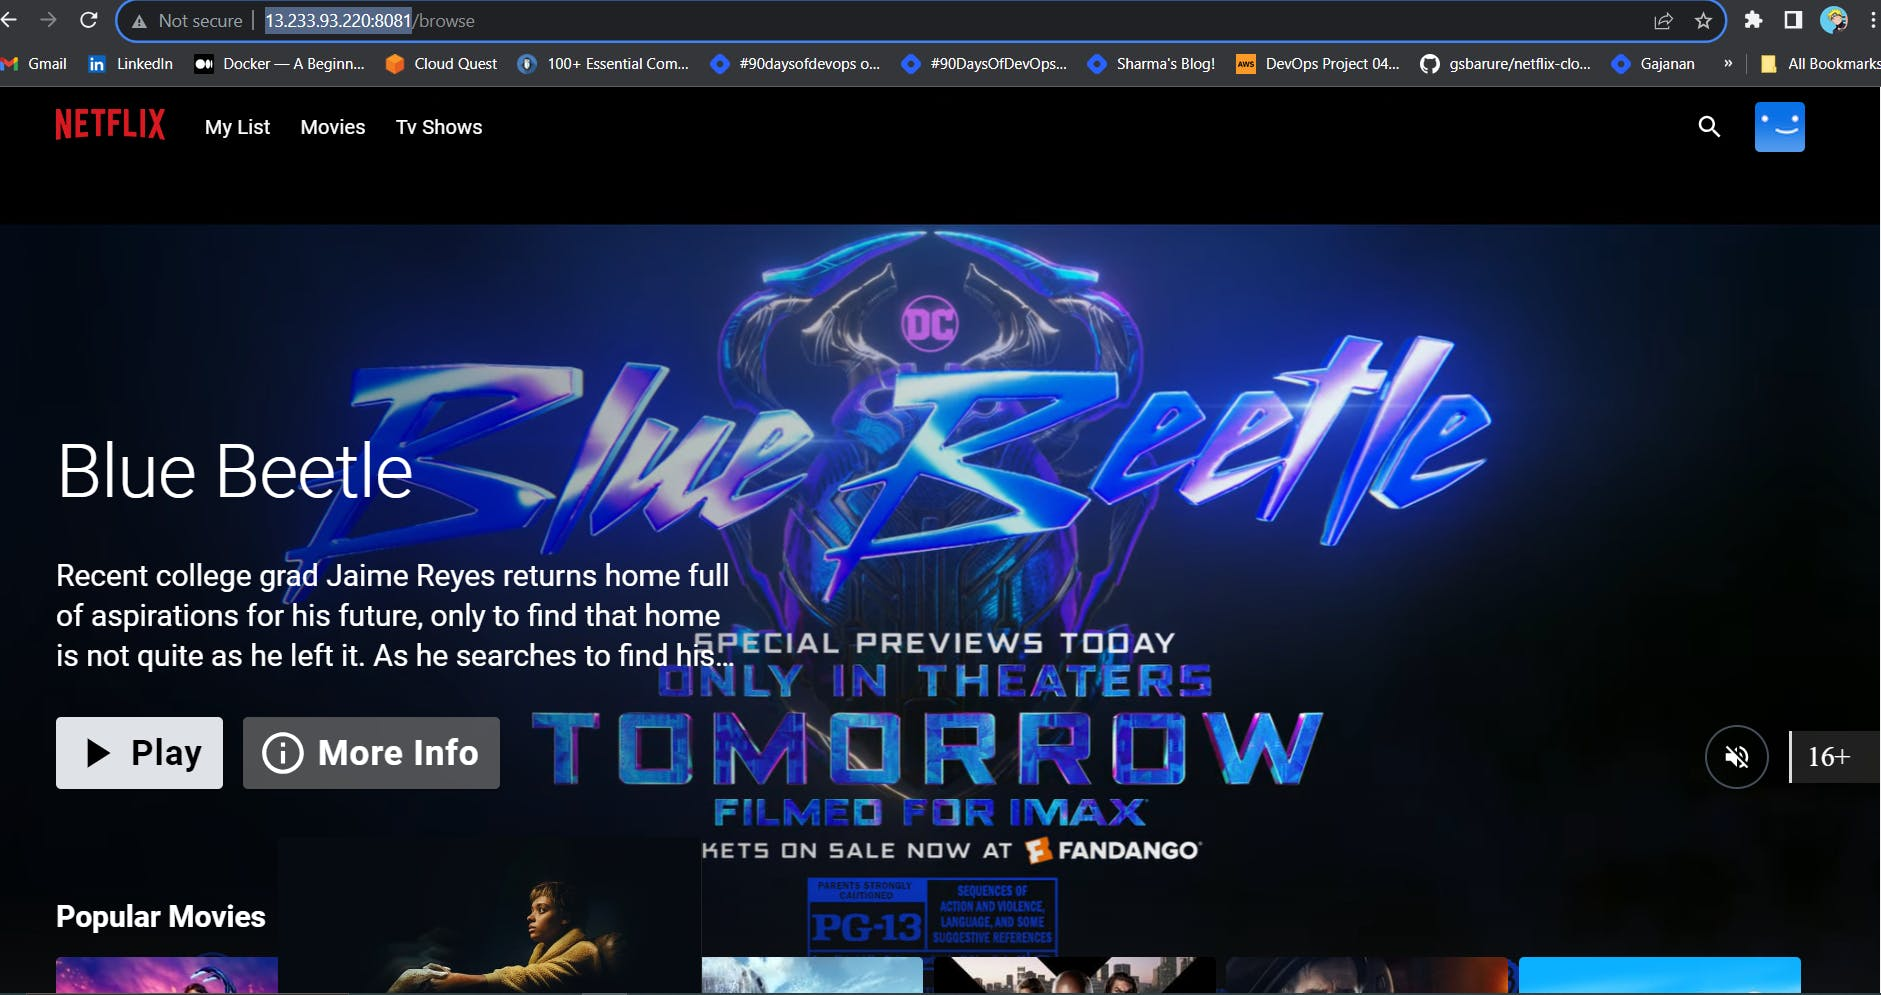 Not secure | 13.233.93.220:8081/browse
Gmail LinkedIn Docker — A Beginn... Cloud Quest 100+ Essential Com... #90daysofdevops o... #90DaysOfDevOps... Sharma's Blog! DevOps Project 04... gsbarure/netflix-clo... Gajanan » All Bookmarks
NETFLIX My List Movies Tv Shows
DC
Blue Beetle
Blue Beetle
Recent college grad Jaime Reyes returns home full
of aspirations for his future, only to find that home
is not quite as he left it. As he searches to find his...
SPECIAL PREVIEWS TODAY
ONLY IN THEATERS
TOMORROW
FILMED FOR IMAX
KETS ON SALE NOW AT FANDANGO
Play More Info
16+
PARENTS STRONGLY
CAUTIONED
PG-13
SEQUENCES OF
ACTION AND VIOLENCE,
LANGUAGE, AND SOME
SUGGESTIVE REFERENCES
Popular Movies